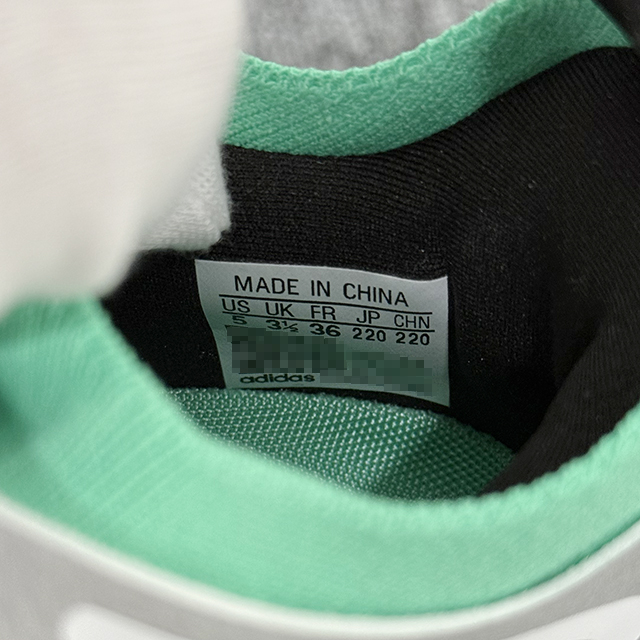 MADE IN CHINA
US UK FR JP CHN
5 3½ 36 220 220
adidas